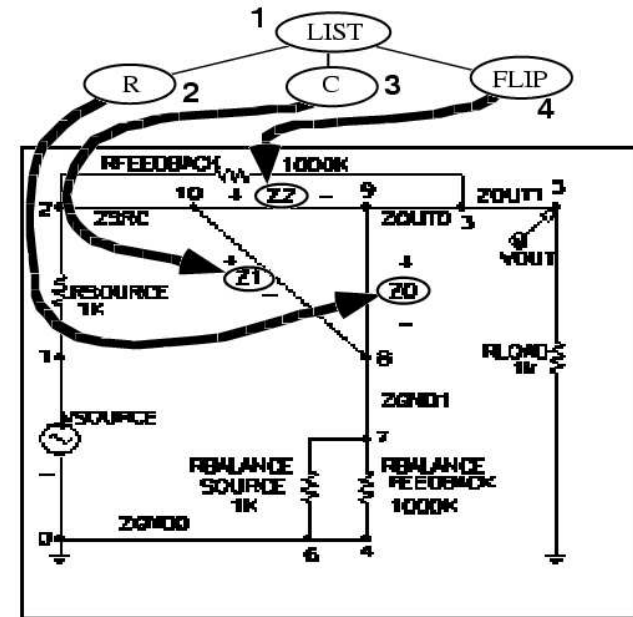 1 LIST
R 2 C 3 FLIP 4
RFEEDBACK 1000K
2 10 + Z2 - 9 ZOUT1 3
ZSRC ZOUT0 3
VOUT
+ Z1 - + Z0 -
RSOURCE
1K
1 8 RLOAD
1K
ZGND1
VSOURCE
7
- RBALANCE RBALANCE
SOURCE FEEDBACK
1K 1000K
0 ZGND0 6 4